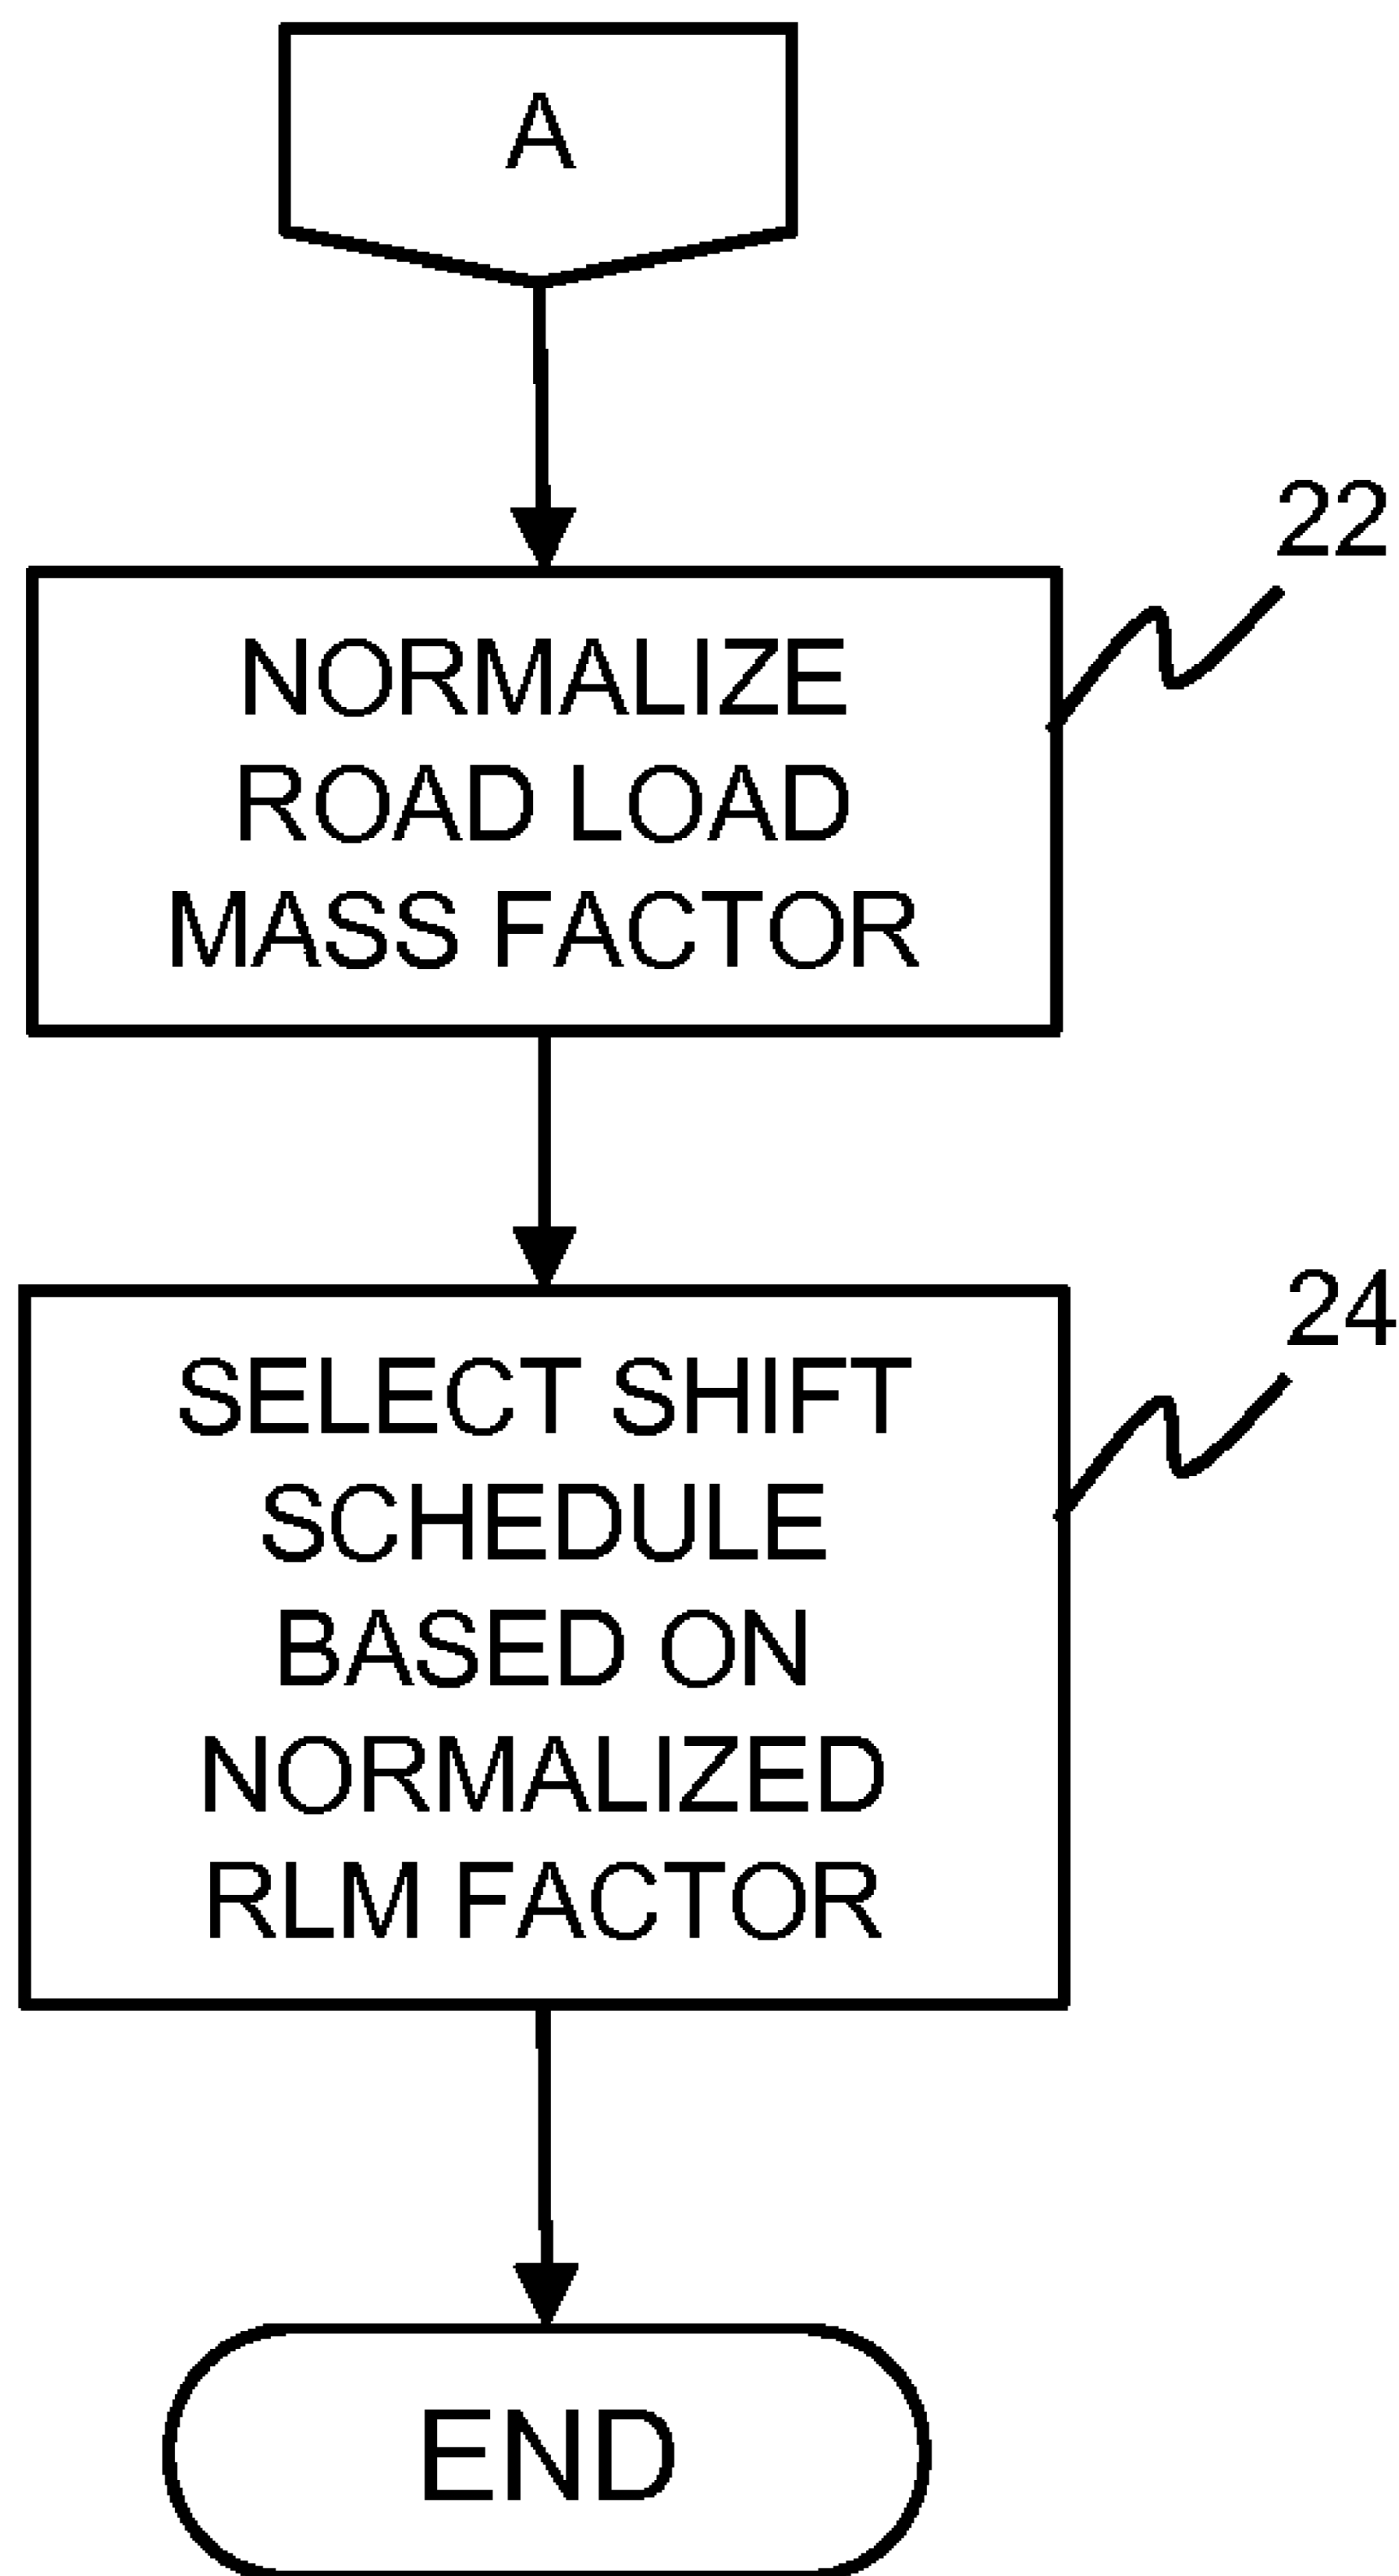 A
22
NORMALIZE
ROAD LOAD
MASS FACTOR
24
SELECT SHIFT
SCHEDULE
BASED ON
NORMALIZED
RLM FACTOR
END